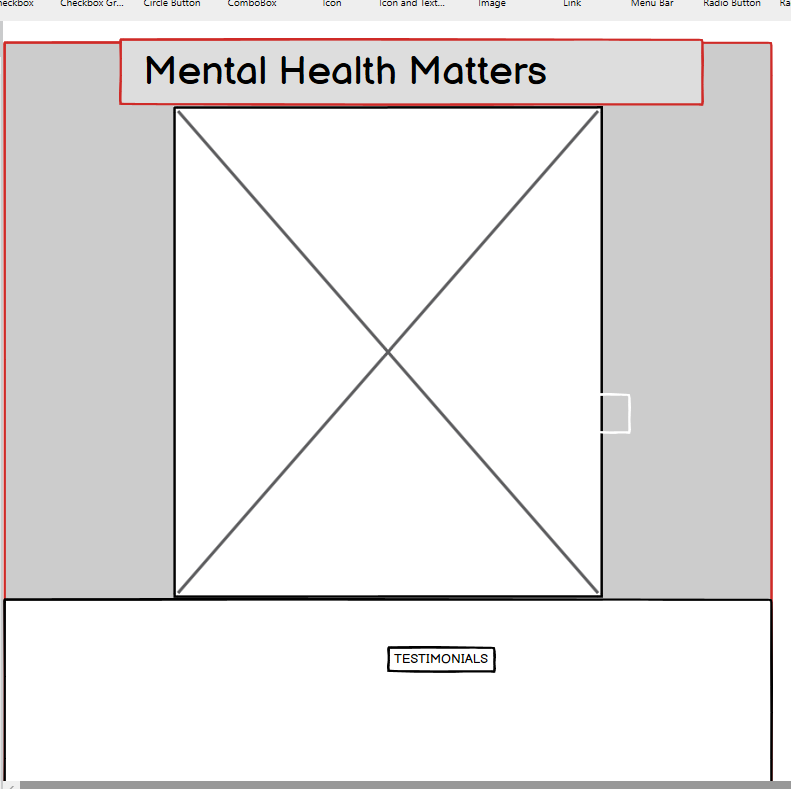 heckbox Checkbox Gr... Circle Button ComboBox Icon Icon and Text... Image Link Menu Bar Radio Button Ra
Mental Health Matters
TESTIMONIALS